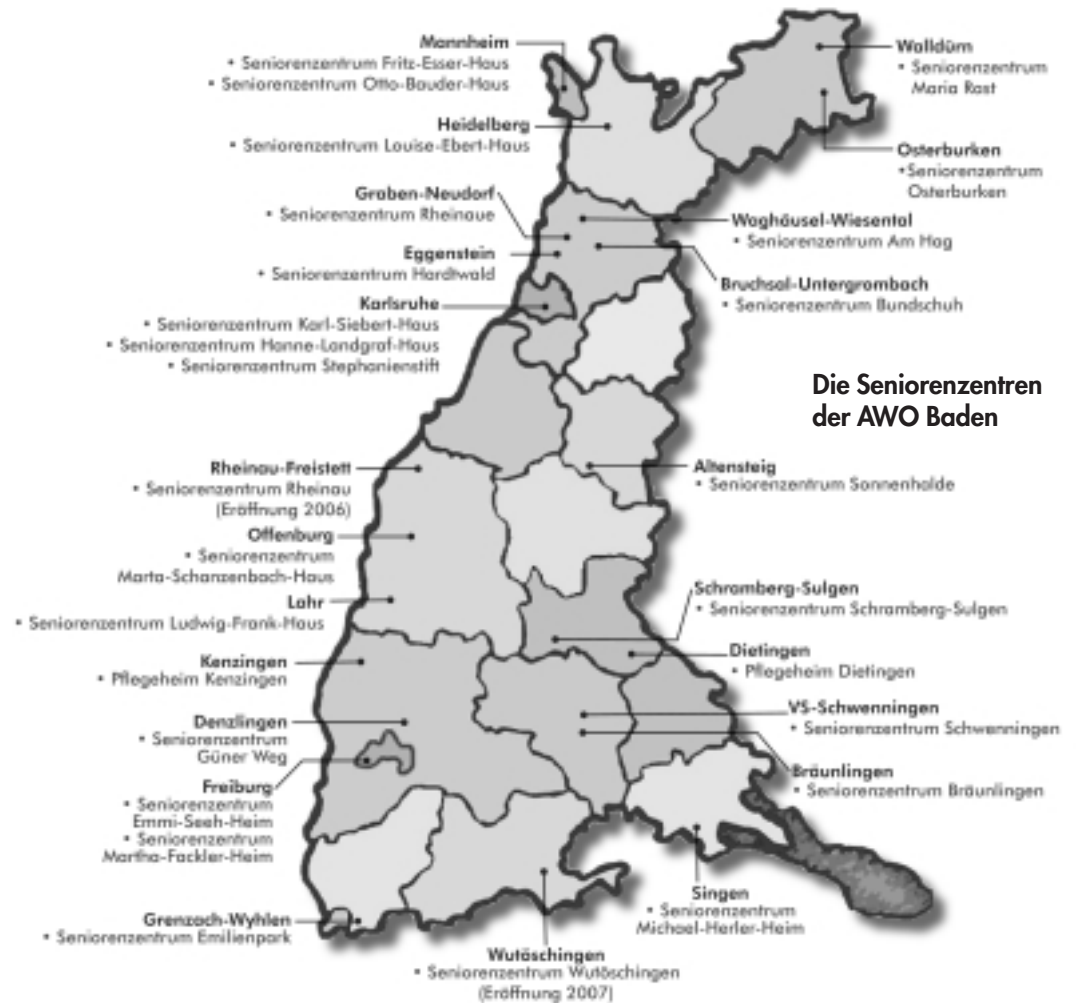 Mannheim
• Seniorenzentrum Fritz-Esser-Haus
• Seniorenzentrum Otto-Bauder-Haus
Heidelberg
• Seniorenzentrum Louise-Ebert-Haus
Graben-Neudorf
• Seniorenzentrum Rheinaue
Eggenstein
• Seniorenzentrum Hardtwald
Karlsruhe
• Seniorenzentrum Karl-Siebert-Haus
• Seniorenzentrum Hanne-Landgraf-Haus
• Seniorenzentrum Stephanienstift
Rheinau-Freistett
• Seniorenzentrum Rheinau
(Eröffnung 2006)
Offenburg
• Seniorenzentrum
Marta-Schanzenbach-Haus
Lahr
• Seniorenzentrum Ludwig-Frank-Haus
Kenzingen
• Pflegeheim Kenzingen
Denzlingen
• Seniorenzentrum
Güner Weg
Freiburg
• Seniorenzentrum
Emmi-Seeh-Heim
• Seniorenzentrum
Martha-Fackler-Heim
Grenzach-Wyhlen
• Seniorenzentrum Emilienpark
Walldürn
• Seniorenzentrum
Maria Rast
Osterburken
• Seniorenzentrum
Osterburken
Waghäusel-Wiesental
• Seniorenzentrum Am Hag
Bruchsal-Untergrombach
• Seniorenzentrum Bundschuh
Die Seniorenzentren
der AWO Baden
Altensteig
• Seniorenzentrum Sonnenhalde
Schramberg-Sulgen
• Seniorenzentrum Schramberg-Sulgen
Dietingen
• Pflegeheim Dietingen
VS-Schwenningen
• Seniorenzentrum Schwenningen
Bräunlingen
• Seniorenzentrum Bräunlingen
Singen
• Seniorenzentrum
Michael-Herler-Heim
Wutöschingen
• Seniorenzentrum Wutöschingen
(Eröffnung 2007)